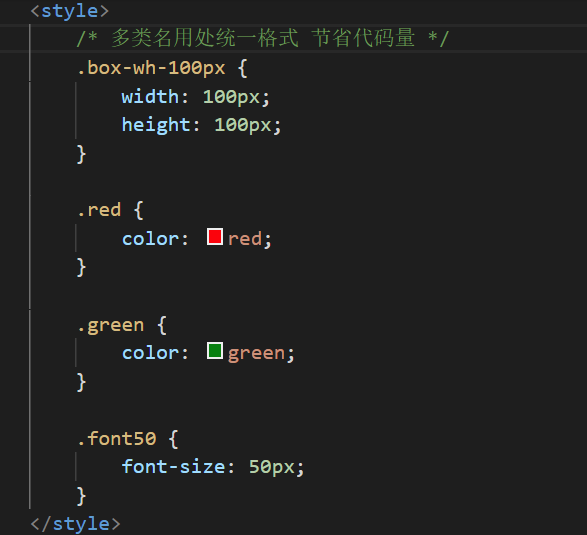 <style>
/* 多类名用处统一格式 节省代码量 */
.box-wh-100px {
width: 100px;
height: 100px;
}
.red {
color: red;
}
.green {
color: green;
}
.font50 {
font-size: 50px;
}
</style>